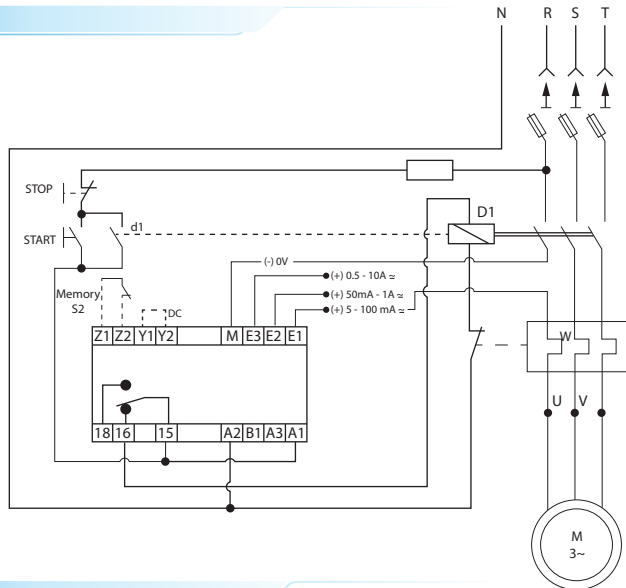 N R S T
STOP
START
d1
D1
(-) 0V
(+) 0.5 - 10A ≃
(+) 50mA - 1A ≃
(+) 5 - 100 mA ≃
Memory
S2
DC
Z1 Z2 Y1 Y2 M E3 E2 E1
W
18 16 15 A2 B1 A3 A1
U V
M
3~